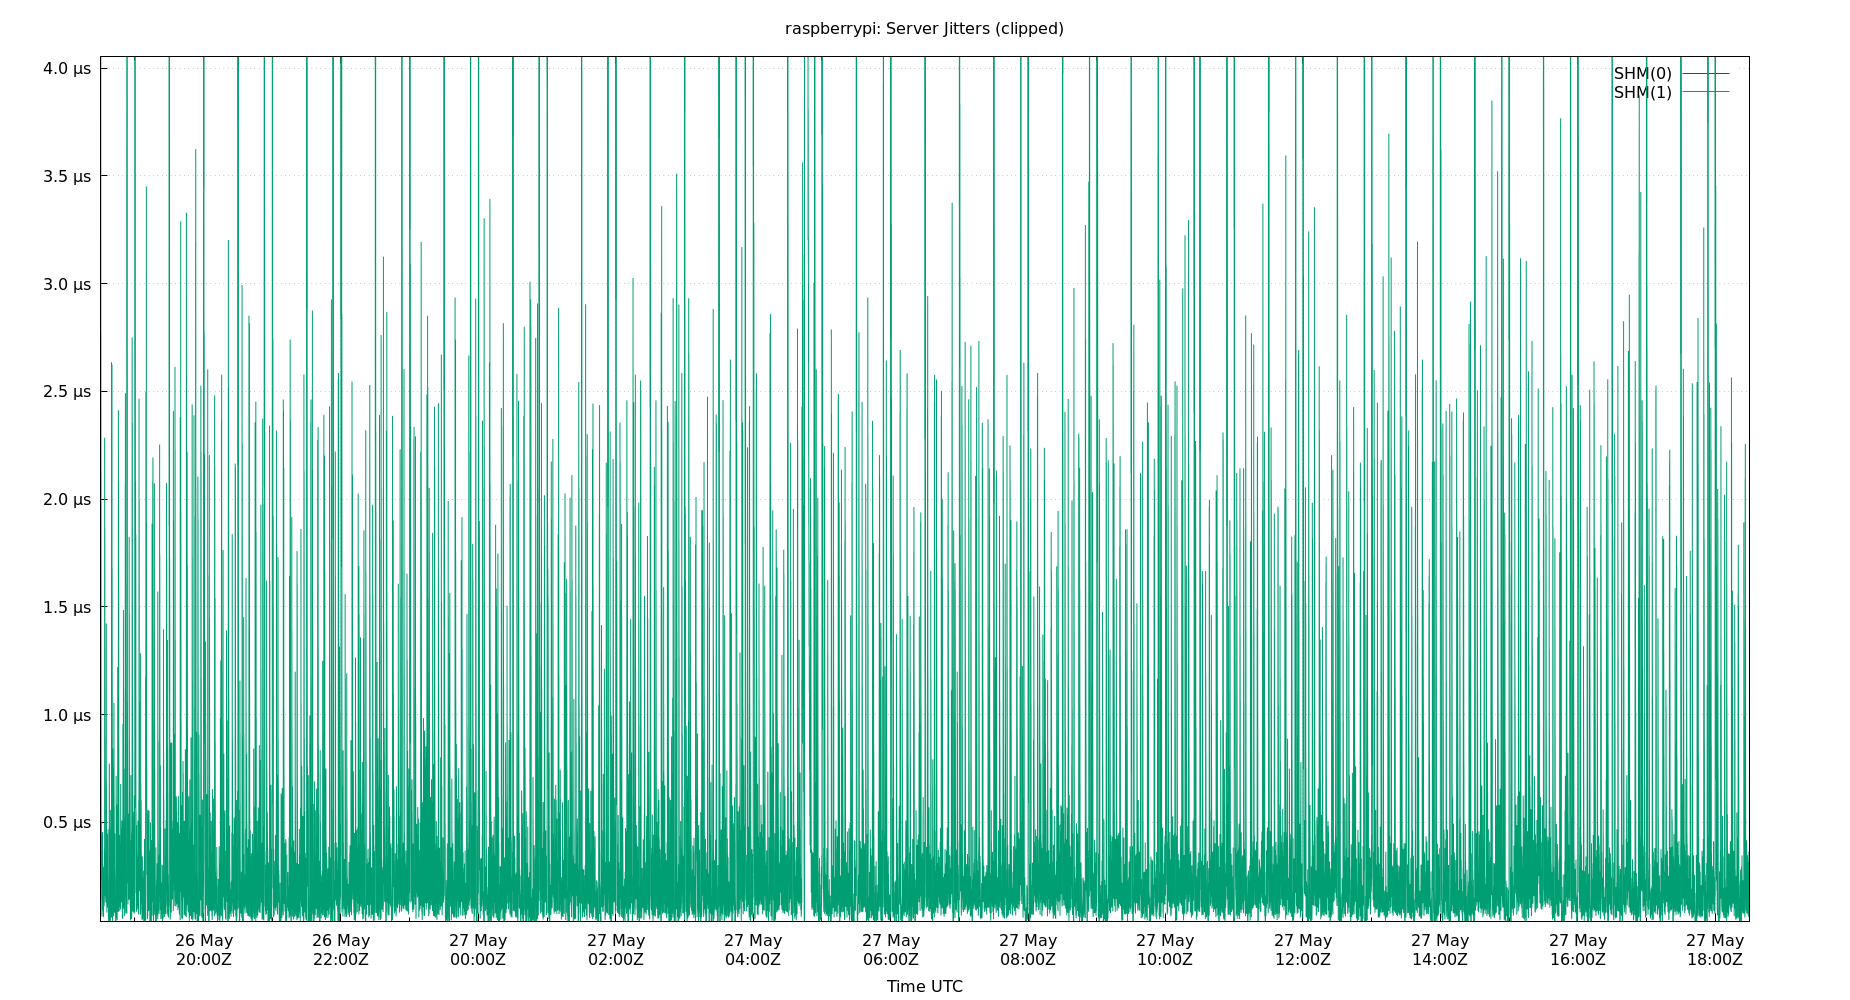 raspberrypi: Server Jitters (clipped)
4.0 µs
SHM(0)
SHM(1)
3.5 µs
3.0 µs
2.5 µs
2.0 µs
1.5 µs
1.0 µs
0.5 µs
26 May 26 May 27 May 27 May 27 May 27 May 27 May 27 May 27 May 27 May 27 May 27 May
20:00Z 22:00Z 00:00Z 02:00Z 04:00Z 06:00Z 08:00Z 10:00Z 12:00Z 14:00Z 16:00Z 18:00Z
Time UTC